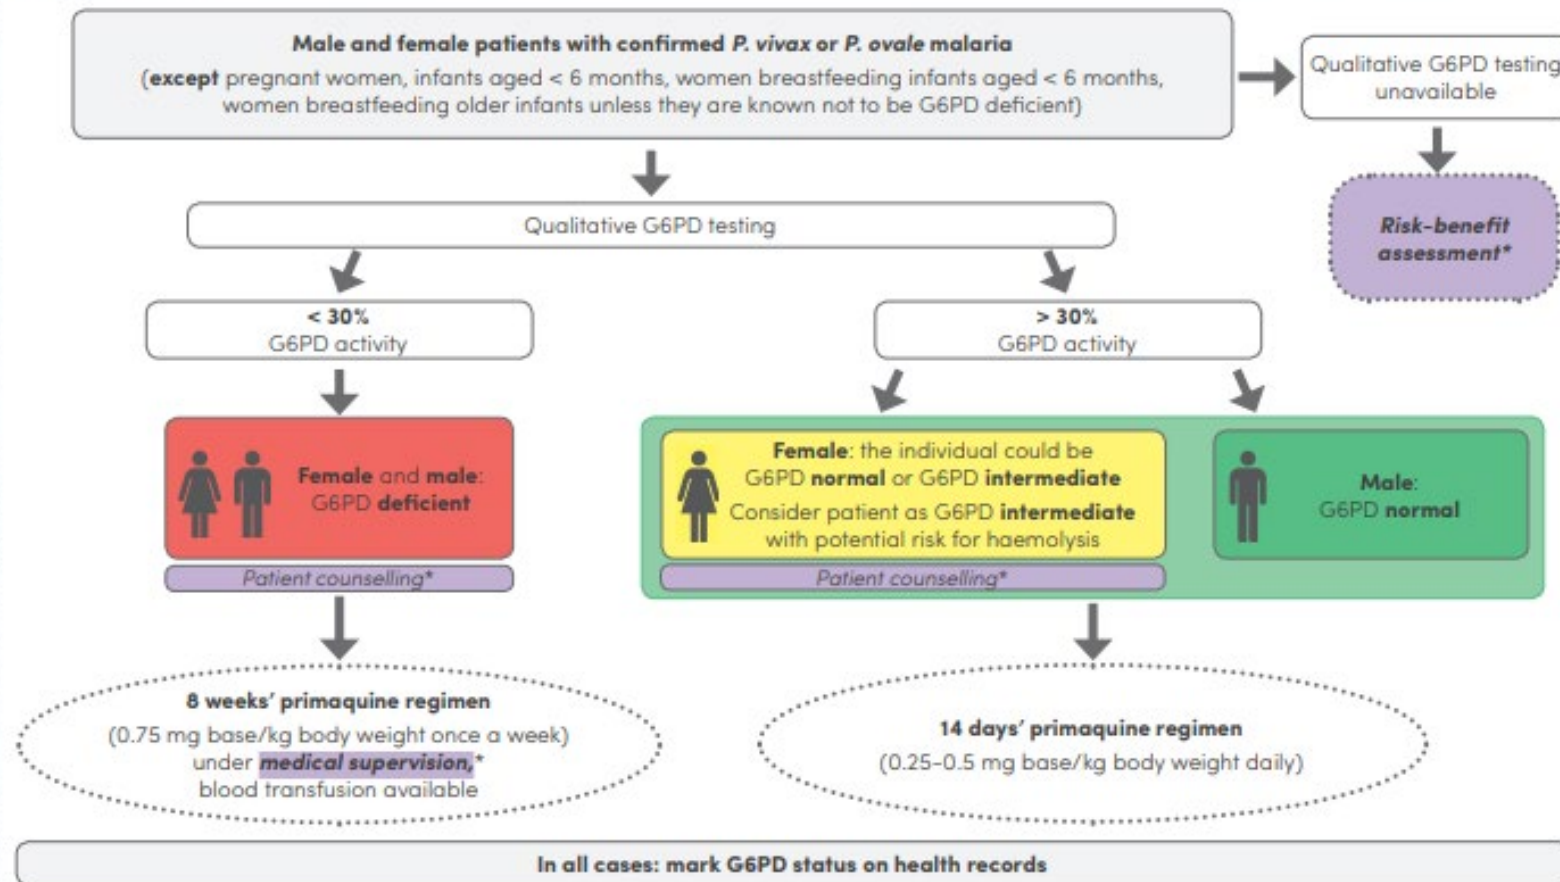 Male and female patients with confirmed P. vivax or P. ovale malaria
(except pregnant women, infants aged < 6 months, women breastfeeding infants aged < 6 months,
women breastfeeding older infants unless they are known not to be G6PD deficient)
Qualitative G6PD testing
unavailable
Risk-benefit
assessment*
Qualitative G6PD testing
< 30%
G6PD activity
> 30%
G6PD activity
Female and male:
G6PD deficient
Patient counselling*
Female: the individual could be
G6PD normal or G6PD intermediate
Consider patient as G6PD intermediate
with potential risk for haemolysis
Patient counselling*
Male:
G6PD normal
8 weeks' primaquine regimen
(0.75 mg base/kg body weight once a week)
under medical supervision,*
blood transfusion available
14 days' primaquine regimen
(0.25-0.5 mg base/kg body weight daily)
In all cases: mark G6PD status on health records